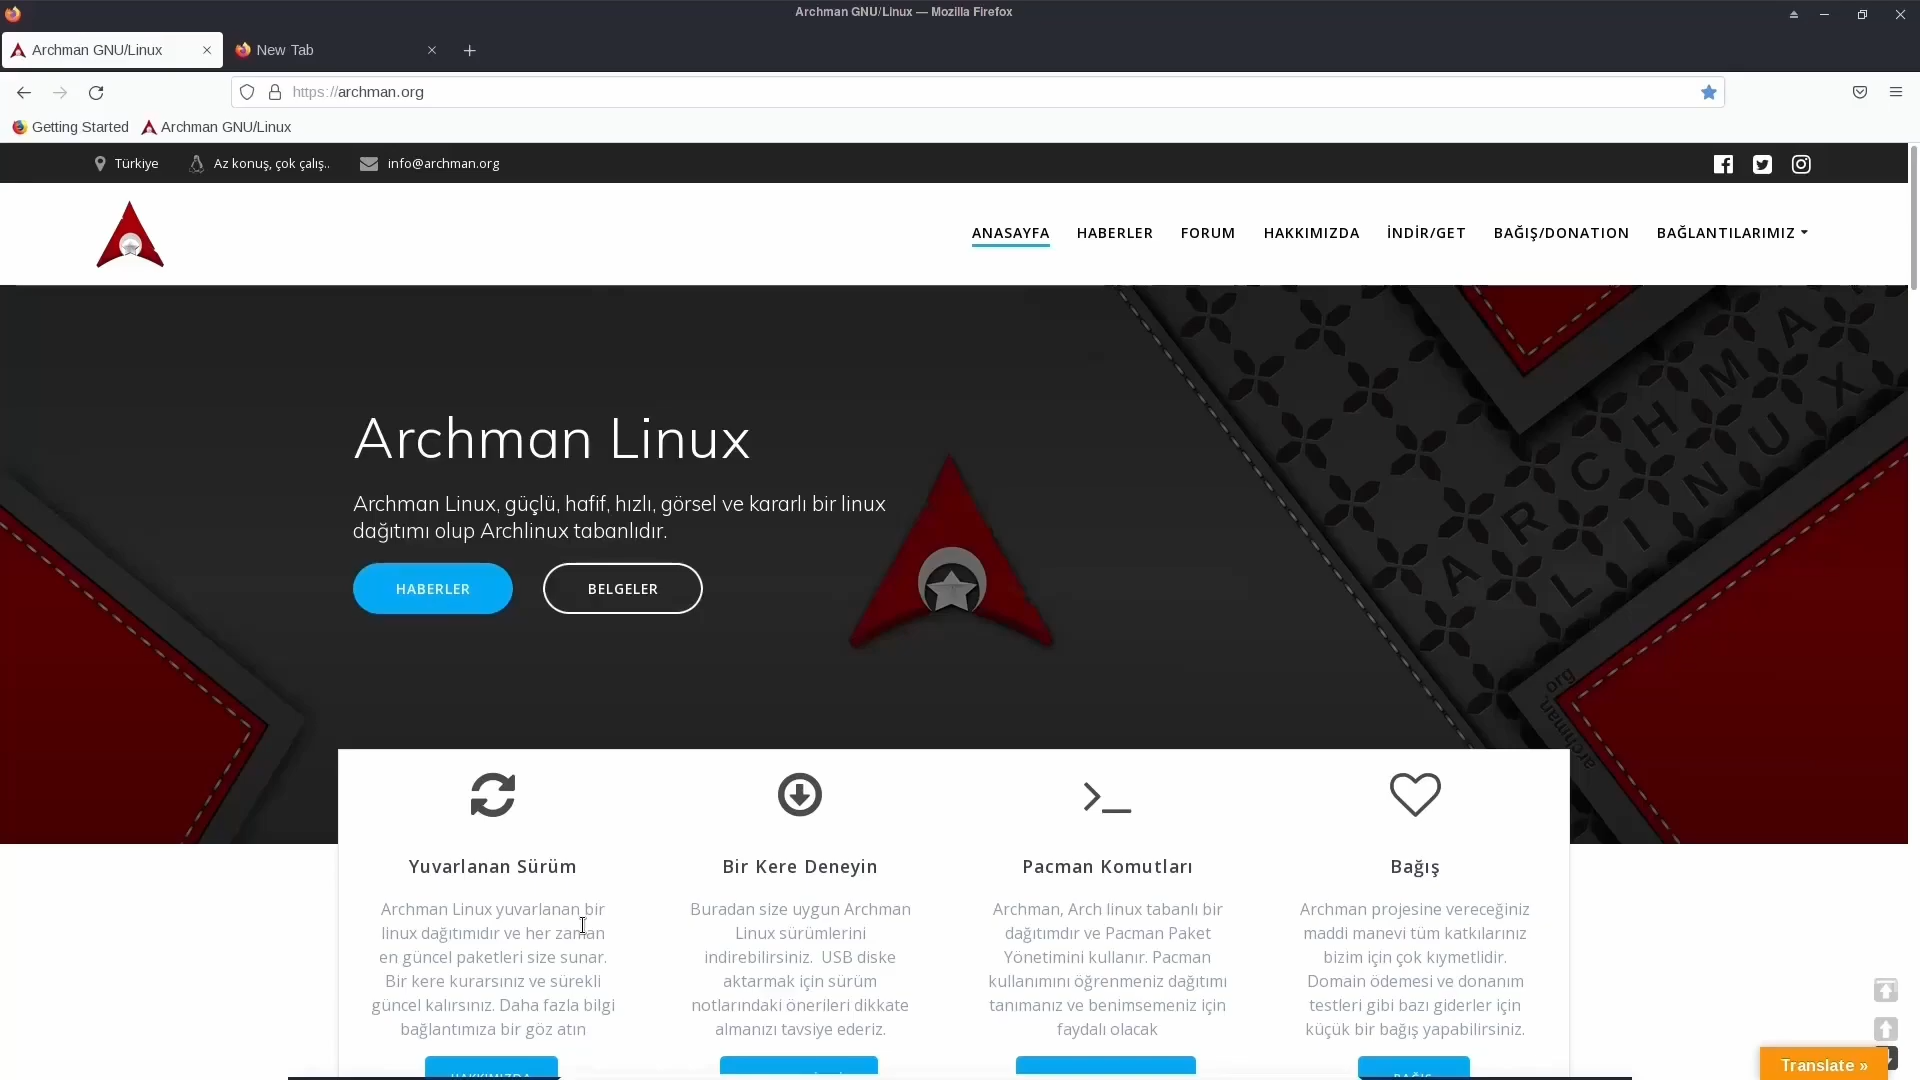 Archman GNU/Linux — Mozilla Firefox
Archman GNU/Linux
New Tab
https://archman.org
Getting Started
Archman GNU/Linux
Türkiye
Az konuş, çok çalış..
info@archman.org
ANASAYFA
HABERLER
FORUM
HAKKIMIZDA
İNDİR/GET
BAĞIŞ/DONATION
BAĞLANTILARIMIZ
ARCHMAN
LINUX
archman.org
Archman Linux
Archman Linux, güçlü, hafif, hızlı, görsel ve kararlı bir linux
dağıtımı olup Archlinux tabanlıdır.
HABERLER
BELGELER
Yuvarlanan Sürüm
Archman Linux yuvarlanan bir
linux dağıtımıdır ve her zaman
en güncel paketleri size sunar.
Bir kere kurarsınız ve sürekli
güncel kalırsınız. Daha fazla bilgi
bağlantımıza bir göz atın
HAKKIMIZDA
Bir Kere Deneyin
Buradan size uygun Archman
Linux sürümlerini
indirebilirsiniz. USB diske
aktarmak için sürüm
notlarındaki önerileri dikkate
almanızı tavsiye ederiz.
Pacman Komutları
Archman, Arch linux tabanlı bir
dağıtımdır ve Pacman Paket
Yönetimini kullanır. Pacman
kullanımını öğrenmeniz dağıtımı
tanımanız ve benimsemeniz için
faydalı olacak
Bağış
Archman projesine vereceğiniz
maddi manevi tüm katkılarınız
bizim için çok kıymetlidir.
Domain ödemesi ve donanım
testleri gibi bazı giderler için
küçük bir bağış yapabilirsiniz.
BAĞIŞ
Translate »